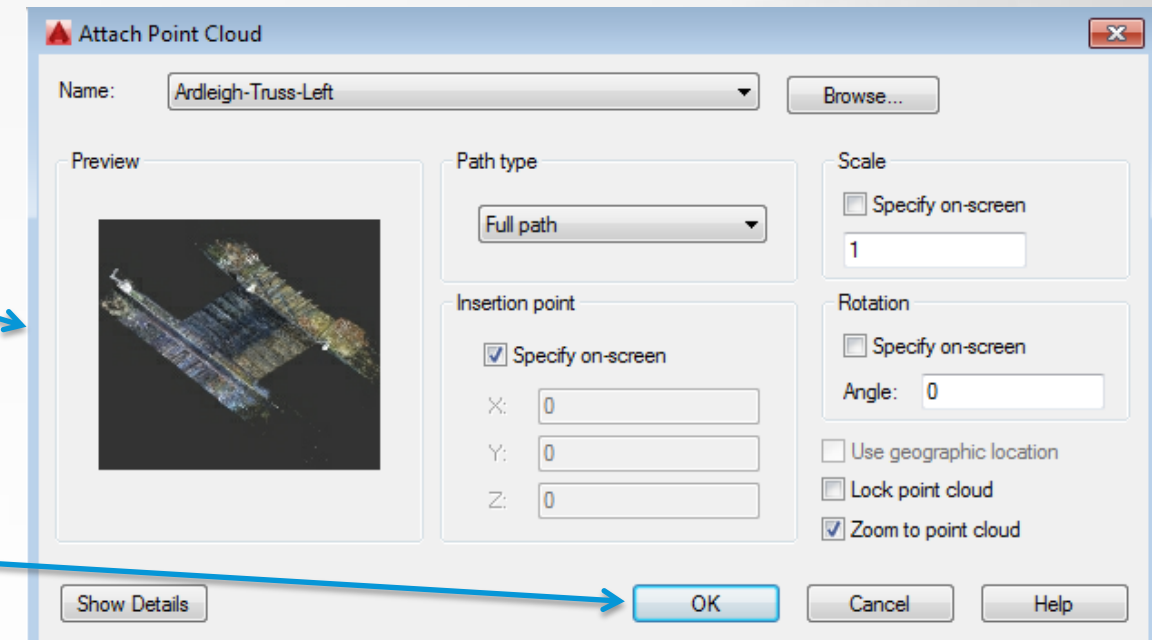 Attach Point Cloud
Name: Ardleigh-Truss-Left Browse...
Preview
Path type
Full path
Insertion point
Specify on-screen
X: 0
Y: 0
Z: 0
Scale
Specify on-screen
1
Rotation
Specify on-screen
Angle: 0
Use geographic location
Lock point cloud
Zoom to point cloud
Show Details OK Cancel Help